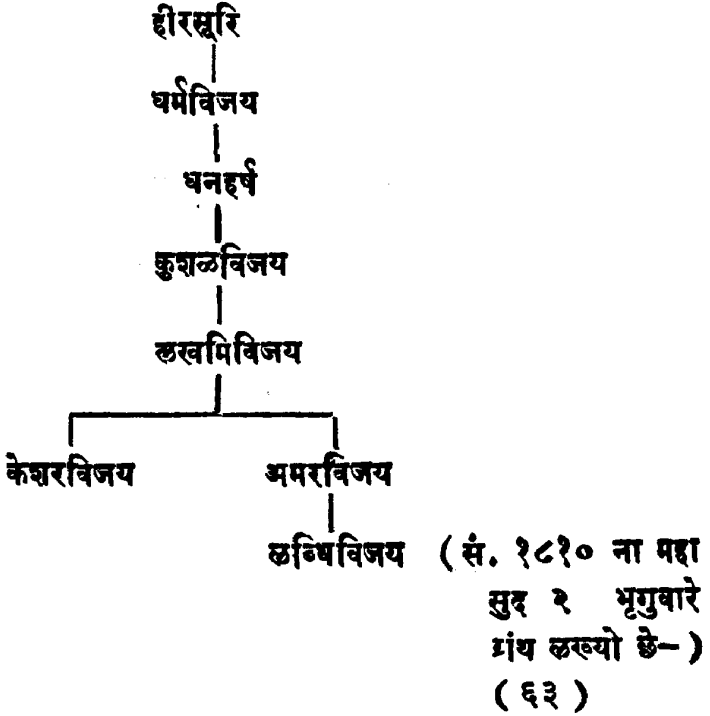 हीरसूरि
धर्मविजय
धनहर्ष
कुशळविजय
लखमिविजय
केशरविजय अमरविजय
लब्धिविजय ( सं. १८१० ना महा
सुद २ भृगुवारे
ग्रंथ लख्यो छे- )
( ६३ )